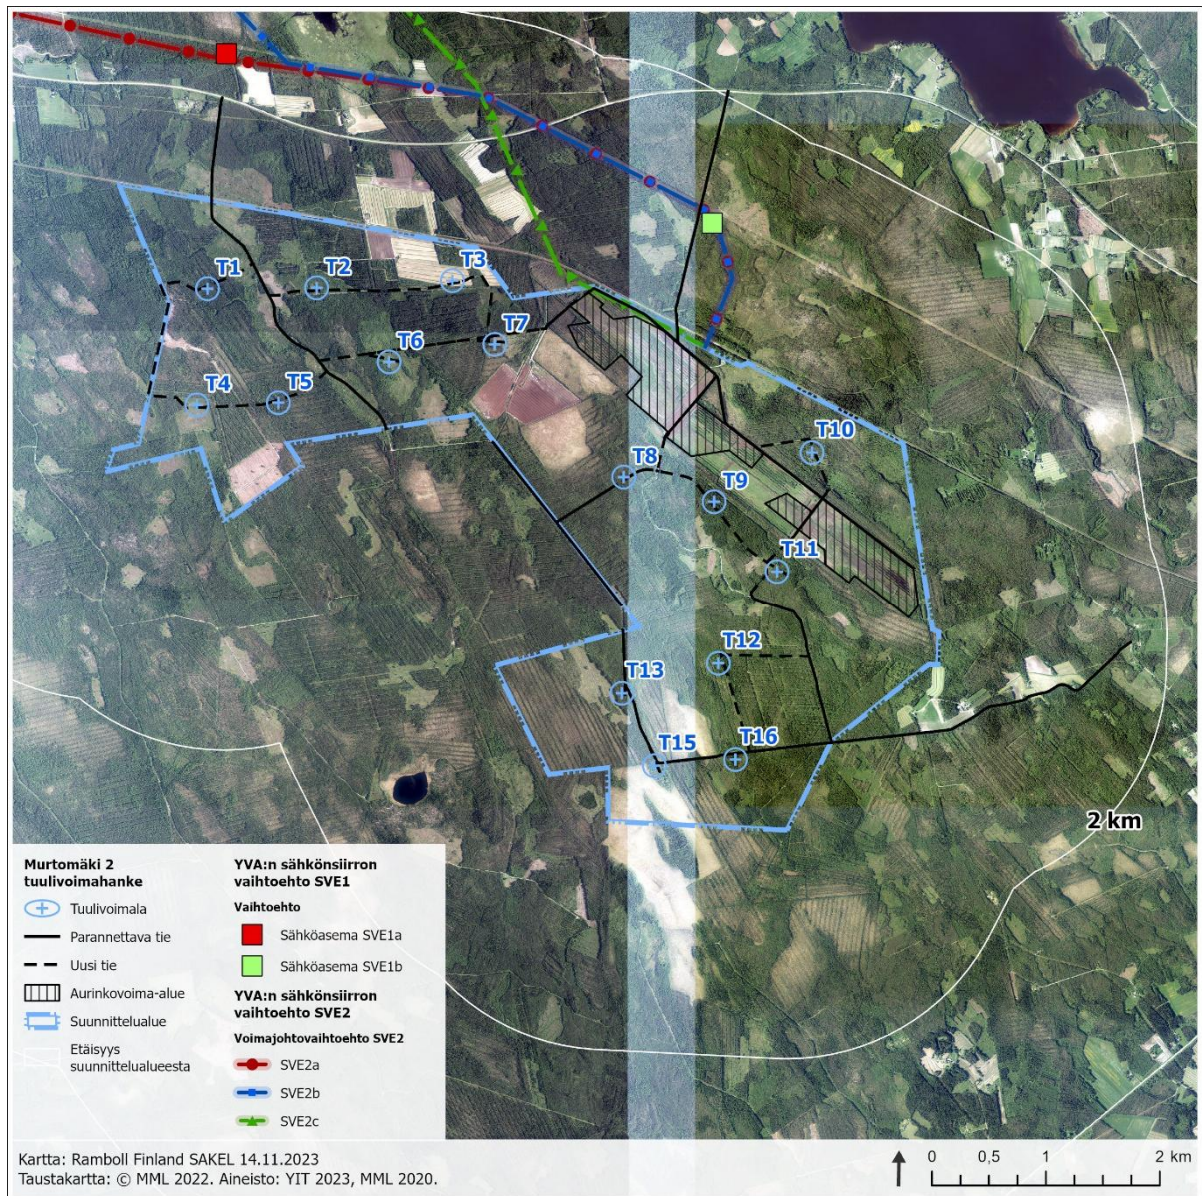 T1
T2
T3
T7
T6
T4
T5
T10
T8
T9
T11
T12
T13
T15
T16
2 km
Murtomäki 2
tuulivoimahanke
Tuulivoimala
Parannettava tie
Uusi tie
Aurinkovoima-alue
Suunnittelualue
Etäisyys
suunnittelualueesta
YVA:n sähkönsiirron
vaihtoehto SVE1
Vaihtoehto
Sähköasema SVE1a
Sähköasema SVE1b
YVA:n sähkönsiirron
vaihtoehto SVE2
Voimajohtovaihtoehto SVE2
SVE2a
SVE2b
SVE2c
Kartta: Ramboll Finland SAKEL 14.11.2023
Taustakartta: © MML 2022. Aineisto: YIT 2023, MML 2020.
0 0,5 1 2 km